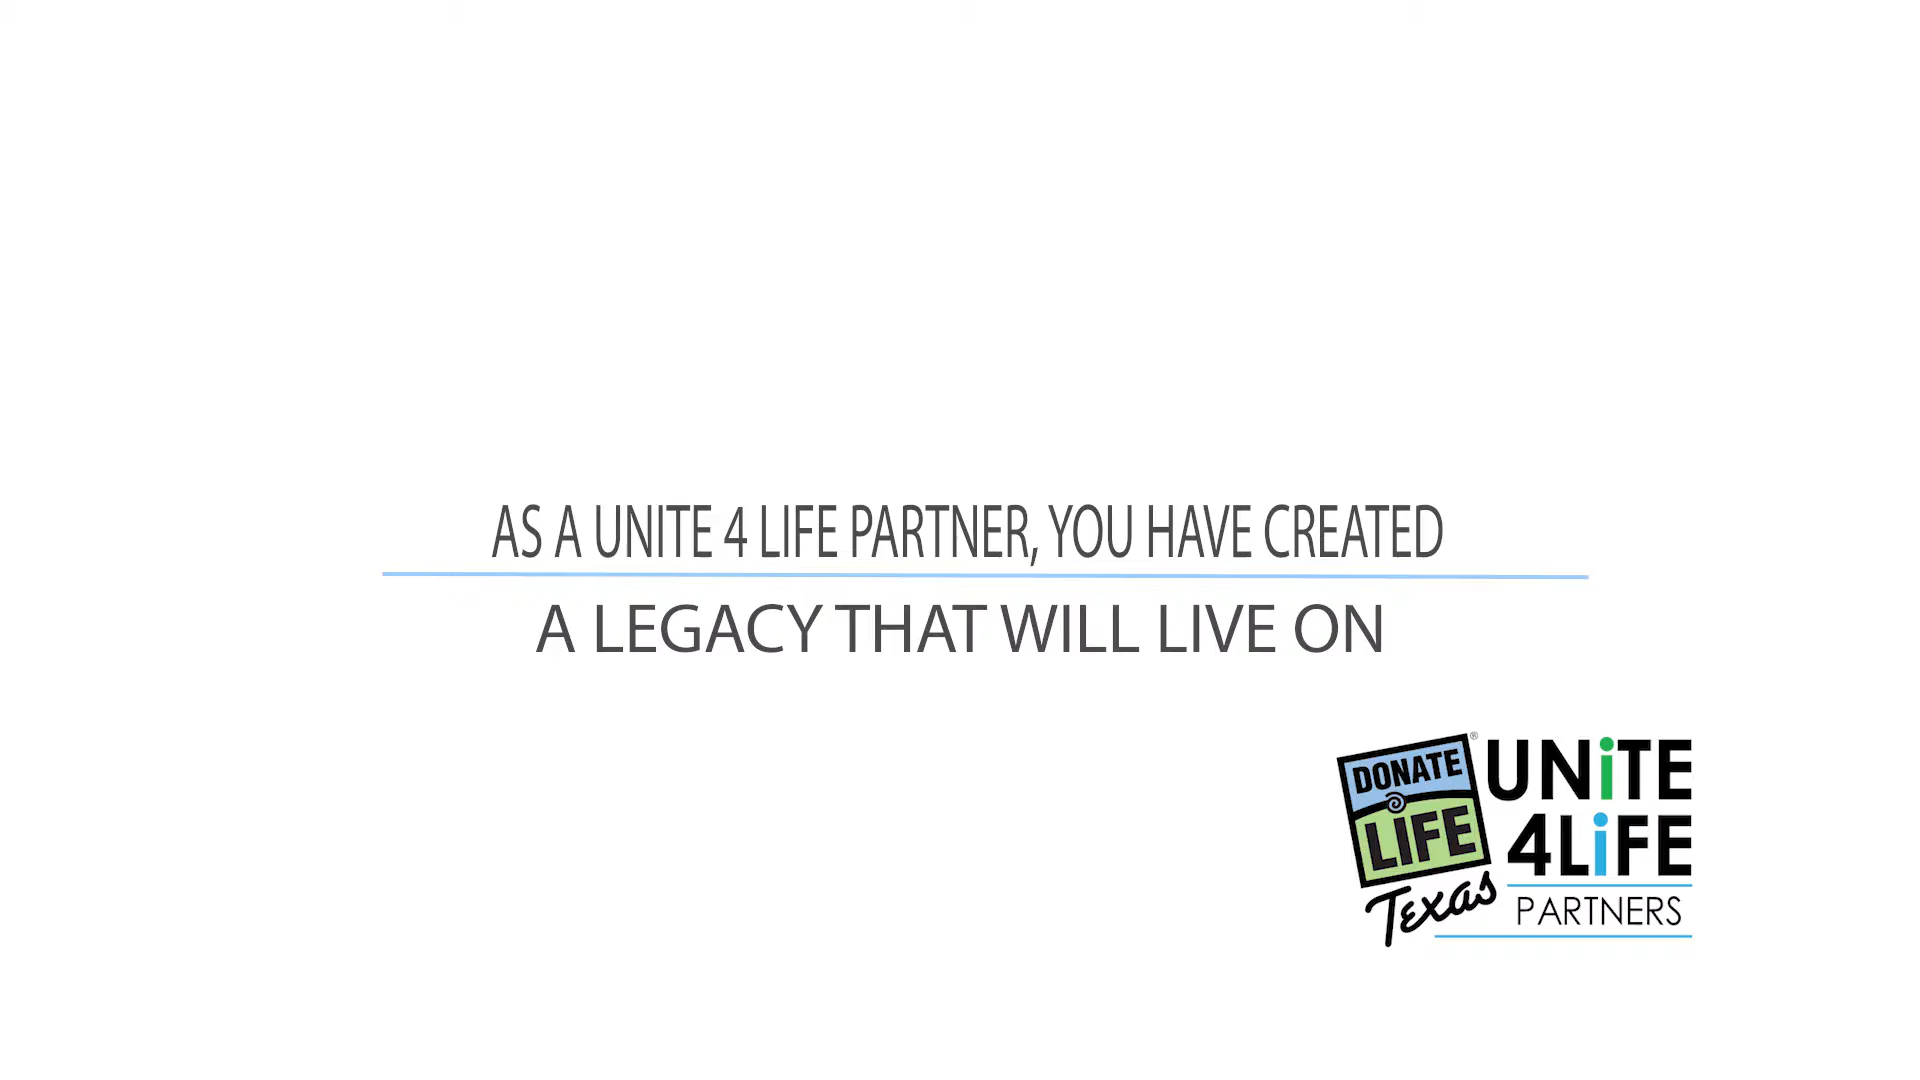 AS A UNITE 4 LIFE PARTNER, YOU HAVE CREATED
A LEGACY THAT WILL LIVE ON
DONATE
LIFE
®
Texas
UNiTE
4LiFE
PARTNERS